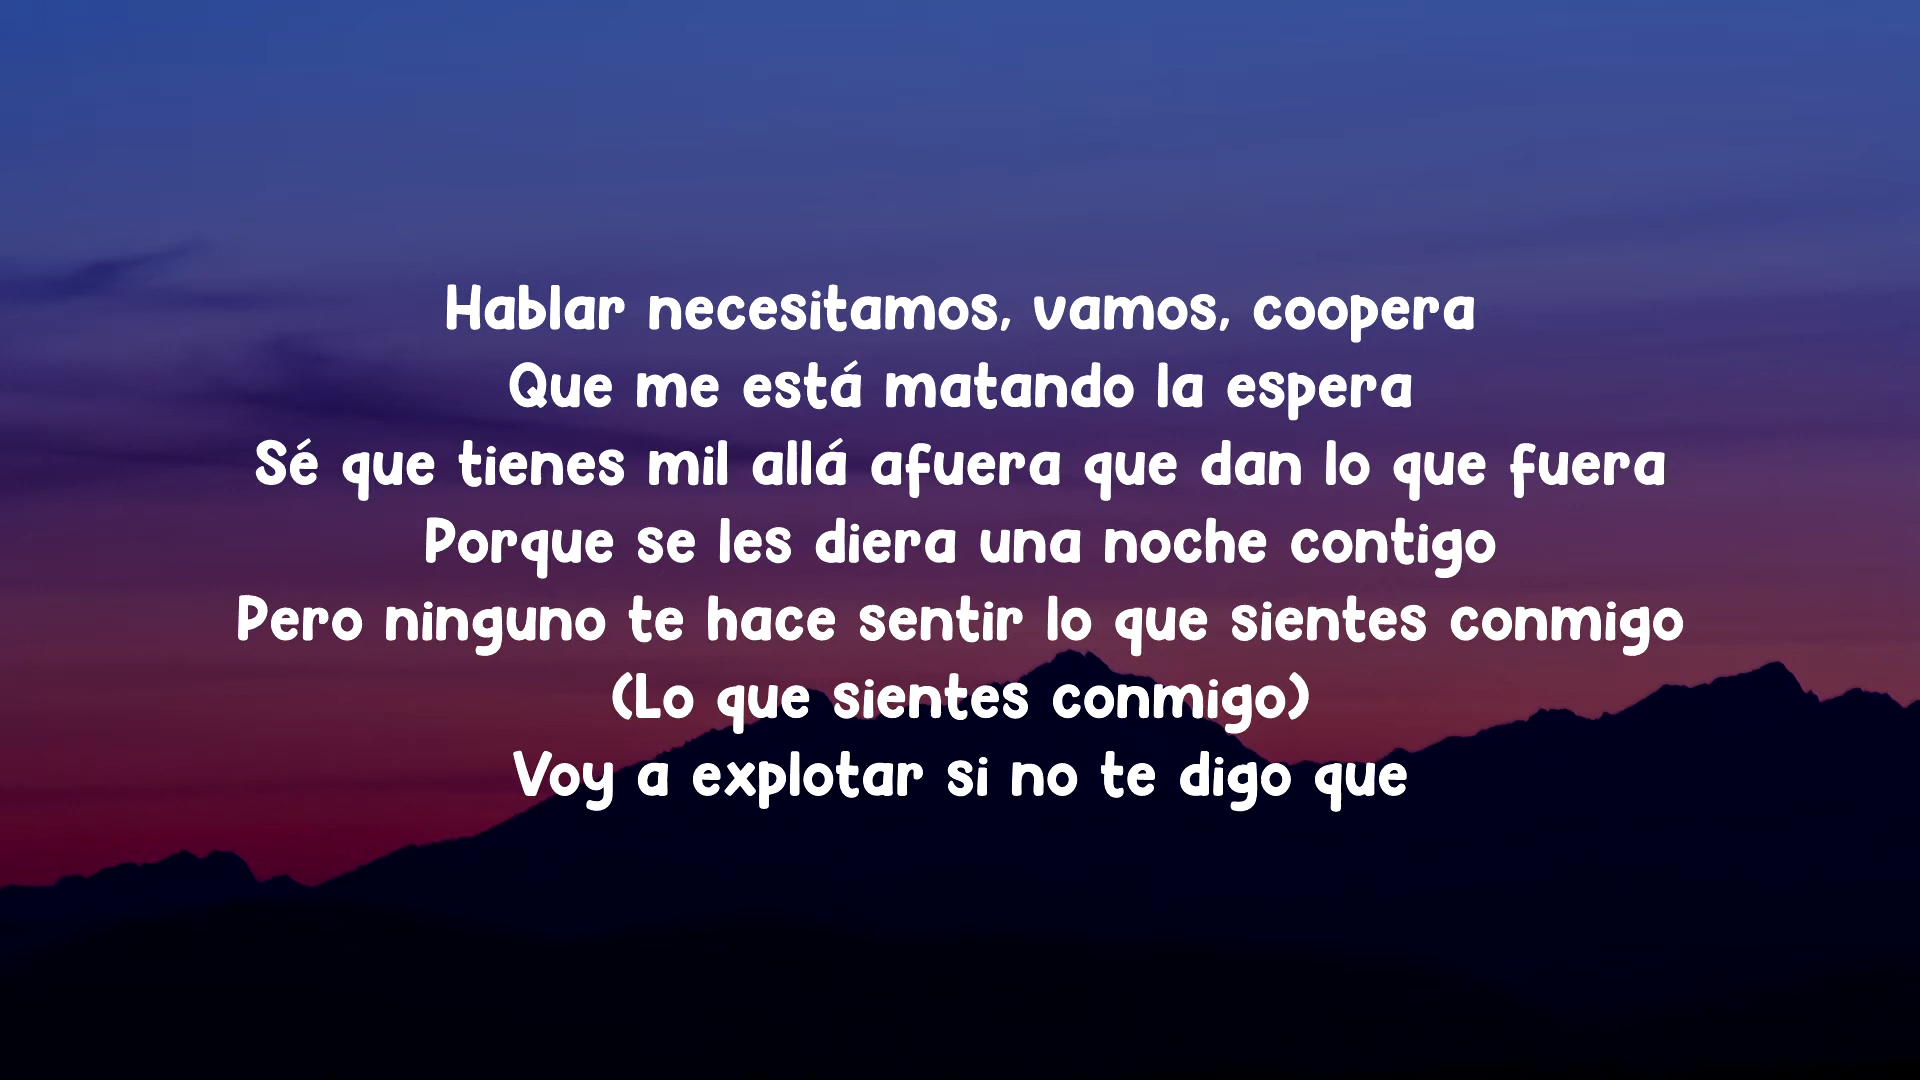 Hablar necesitamos, vamos, coopera
Que me está matando la espera
Sé que tienes mil allá afuera que dan lo que fuera
Porque se les diera una noche contigo
Pero ninguno te hace sentir lo que sientes conmigo
(Lo que sientes conmigo)
Voy a explotar si no te digo que